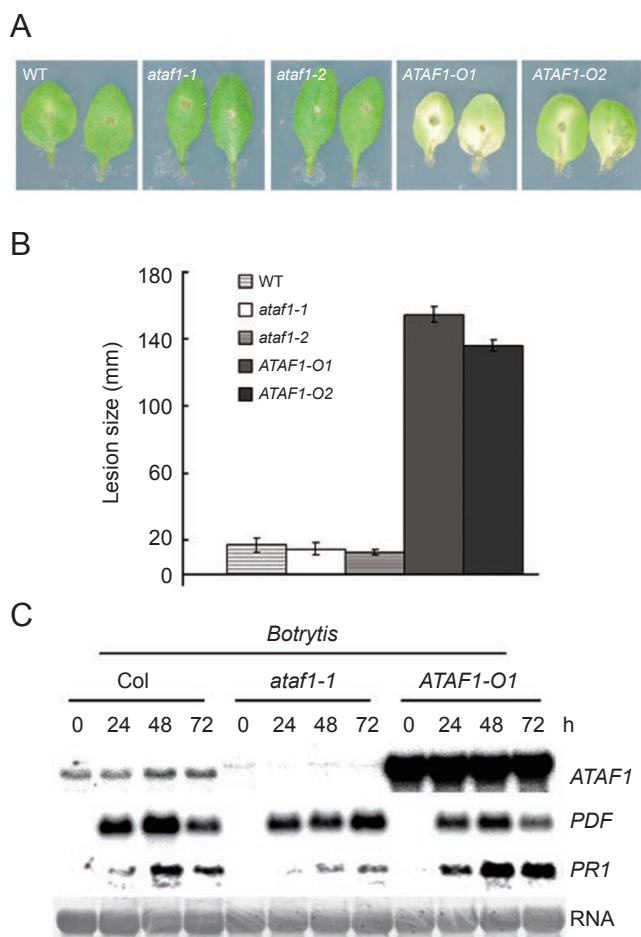 A
WT ataf1-1 ataf1-2 ATAF1-O1 ATAF1-O2
B
Lesion size (mm)
180
140
100
60
20
0
WT
ataf1-1
ataf1-2
ATAF1-O1
ATAF1-O2
C
Botrytis
Col ataf1-1 ATAF1-O1
0 24 48 72 0 24 48 72 0 24 48 72 h
ATAF1
PDF
PR1
RNA